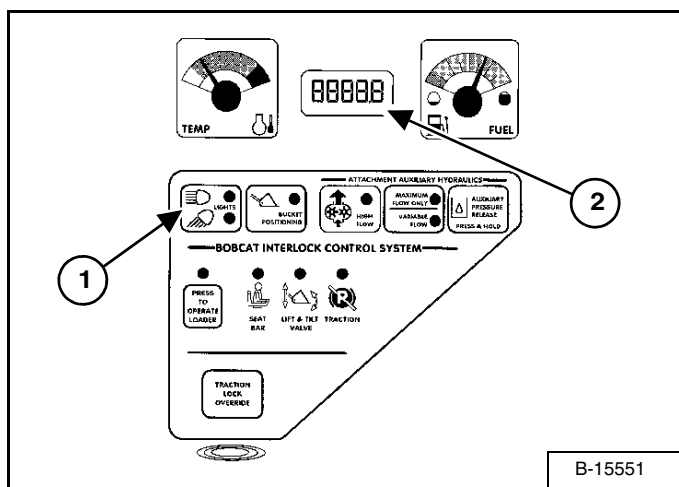 88888
TEMP
FUEL
ATTACHMENT AUXILIARY HYDRAULICS
LIGHTS
BUCKET
POSITIONING
HIGH
FLOW
MAXIMUM
FLOW ONLY
VARIABLE
FLOW
AUXILIARY
PRESSURE
RELEASE
PRESS & HOLD
2
1
BOBCAT INTERLOCK CONTROL SYSTEM
PRESS
TO
OPERATE
LOADER
SEAT
BAR
LIFT & TILT
VALVE
P
TRACTION
TRACTION
LOCK
OVERRIDE
B-15551